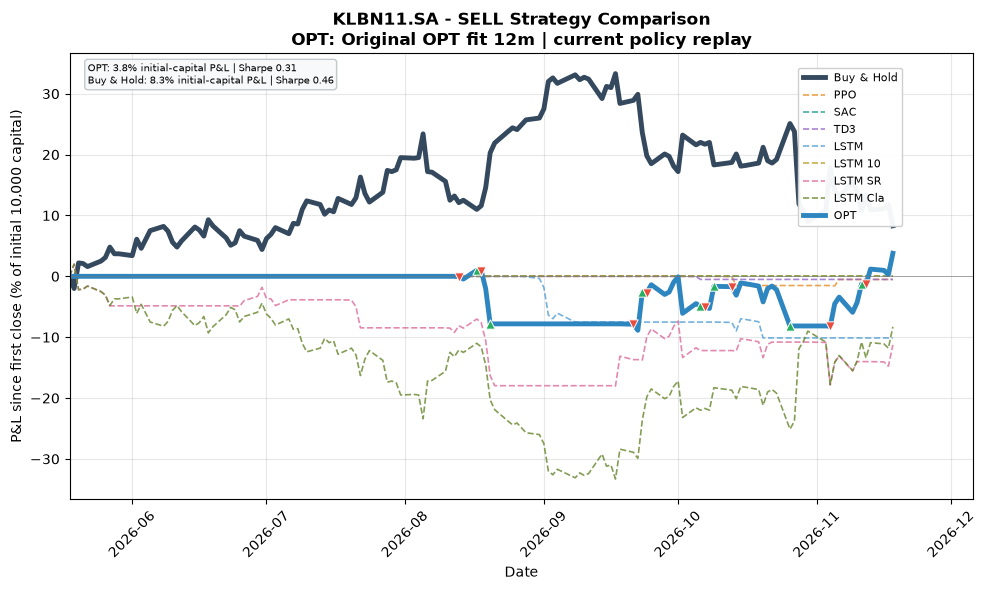 KLBN11.SA - SELL Strategy Comparison
OPT: Original OPT fit 12m | current policy replay
OPT: 3.8% initial-capital P&L | Sharpe 0.31
Buy & Hold: 8.3% initial-capital P&L | Sharpe 0.46
Buy & Hold
PPO
SAC
TD3
LSTM
LSTM 10
LSTM SR
LSTM Cla
OPT
P&L since first close (% of initial 10,000 capital)
30
20
10
0
−10
−20
−30
2026-06
2026-07
2026-08
2026-09
2026-10
2026-11
2026-12
Date